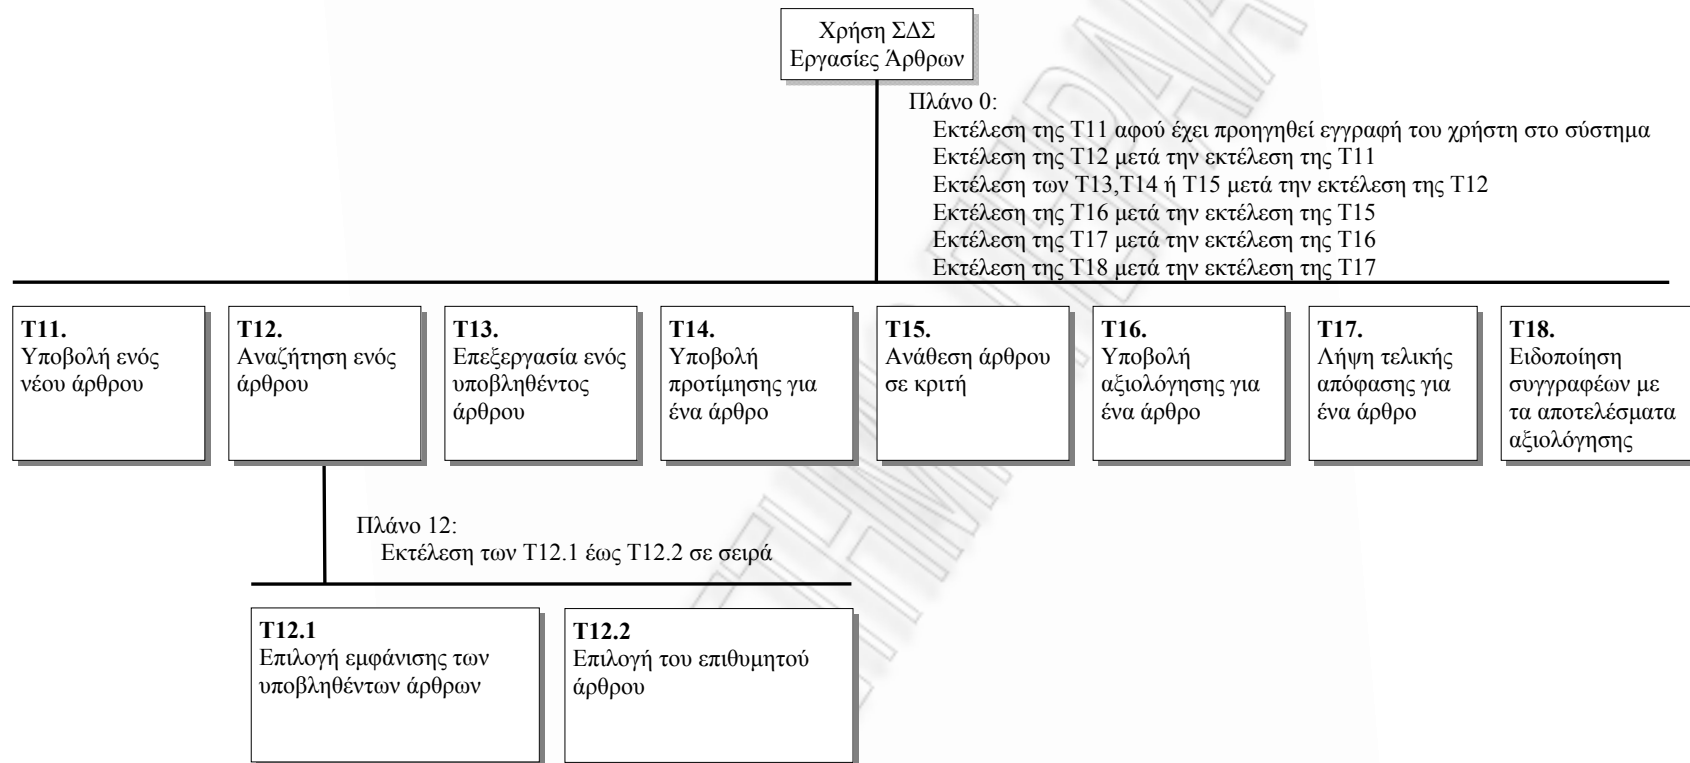 Χρήση ΣΔΣ
Εργασίες Άρθρων
Πλάνο 0:
Εκτέλεση της Τ11 αφού έχει προηγηθεί εγγραφή του χρήστη στο σύστημα
Εκτέλεση της Τ12 μετά την εκτέλεση της Τ11
Εκτέλεση των Τ13,Τ14 ή Τ15 μετά την εκτέλεση της Τ12
Εκτέλεση της Τ16 μετά την εκτέλεση της Τ15
Εκτέλεση της Τ17 μετά την εκτέλεση της Τ16
Εκτέλεση της Τ18 μετά την εκτέλεση της Τ17
Τ11.
Υποβολή ενός
νέου άρθρου
Τ12.
Αναζήτηση ενός
άρθρου
Τ13.
Επεξεργασία ενός
υποβληθέντος
άρθρου
Τ14.
Υποβολή
προτίμησης για
ένα άρθρο
Τ15.
Ανάθεση άρθρου
σε κριτή
Τ16.
Υποβολή
αξιολόγησης για
ένα άρθρο
Τ17.
Λήψη τελικής
απόφασης για
ένα άρθρο
Τ18.
Ειδοποίηση
συγγραφέων με
τα αποτελέσματα
αξιολόγησης
Πλάνο 12:
Εκτέλεση των Τ12.1 έως Τ12.2 σε σειρά
Τ12.1
Επιλογή εμφάνισης των
υποβληθέντων άρθρων
Τ12.2
Επιλογή του επιθυμητού
άρθρου